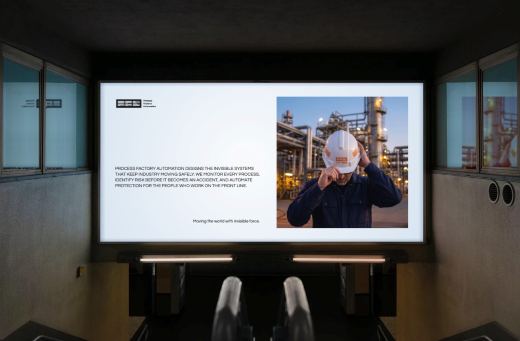 PROCESS FACTORY AUTOMATION DESIGNS THE INVISIBLE SYSTEMS
THAT KEEP INDUSTRY MOVING SAFELY. WE MONITOR EVERY PROCESS,
IDENTIFY RISK BEFORE IT BECOMES AN ACCIDENT, AND AUTOMATE
PROTECTION FOR THE PEOPLE WHO WORK ON THE FRONT LINE.
Moving the world with invisible force.